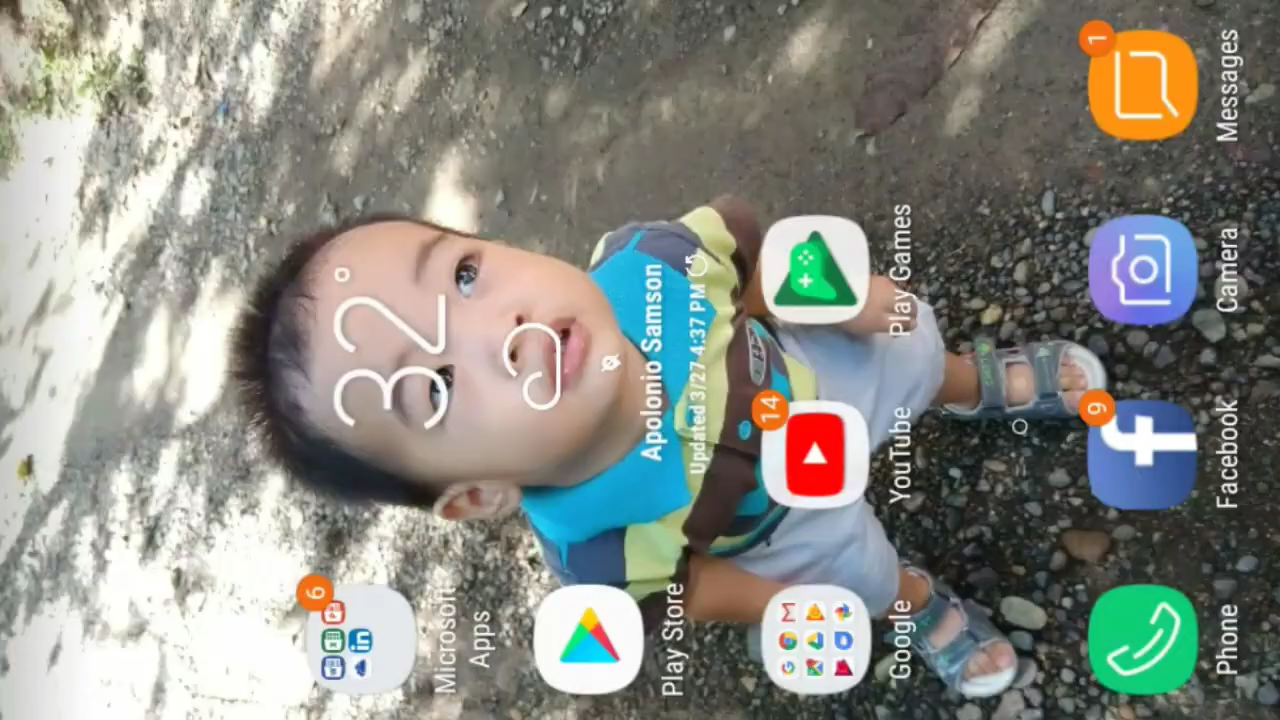 32°
Apolonio Samson
Updated 3/27 4:37 PM
6
Microsoft
Apps
Play Store
Google
14
YouTube
Play Games
Phone
9
Facebook
Camera
1
Messages